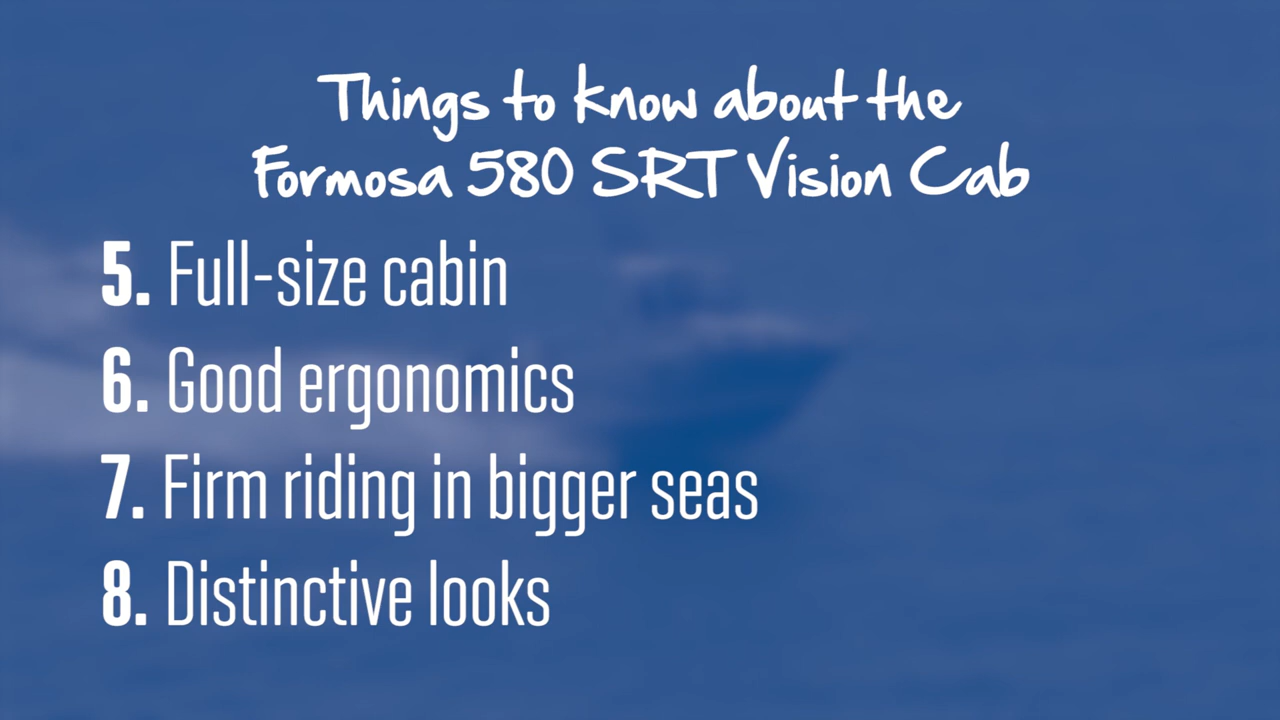 Things to know about the
Formosa 580 SRT Vision Cab
5. Full-size cabin
6. Good ergonomics
7. Firm riding in bigger seas
8. Distinctive looks